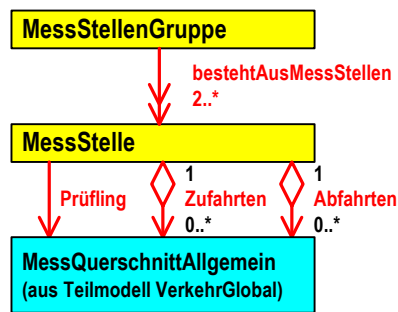 MessStellenGruppe
bestehtAusMessStellen
2..*
MessStelle
1
1
Prüfling
Zufahrten
Abfahrten
0..*
0..*
MessQuerschnittAllgemein
(aus Teilmodell VerkehrGlobal)